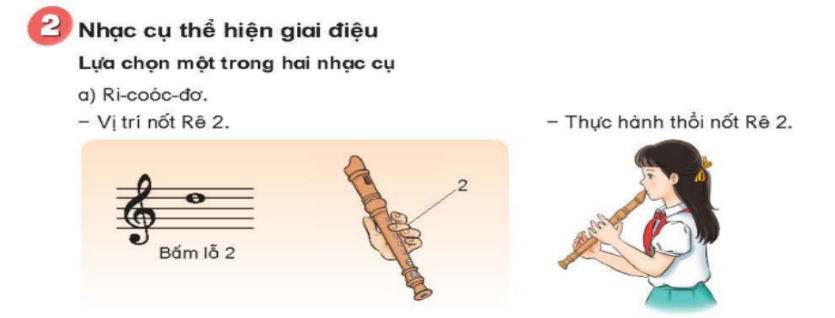 2 Nhạc cụ thể hiện giai điệu
Lựa chọn một trong hai nhạc cụ
a) Ri-coóc-đơ.
– Vị trí nốt Rê 2.
– Thực hành thổi nốt Rê 2.
2
Bấm lỗ 2